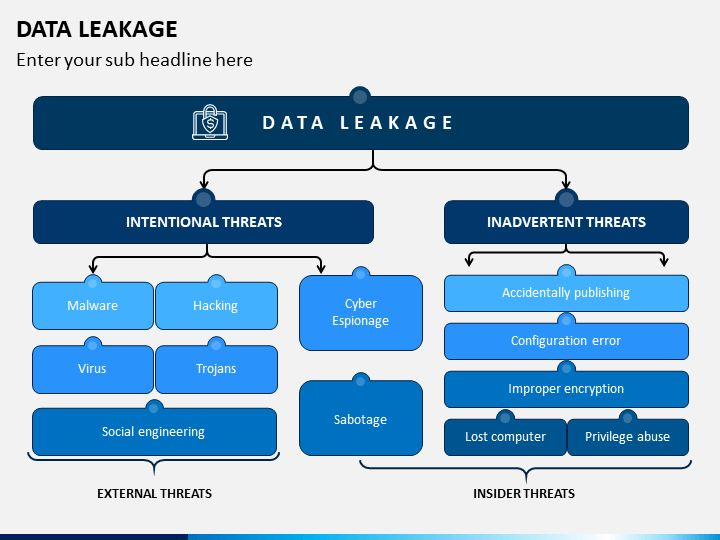 DATA LEAKAGE
Enter your sub headline here
DATA LEAKAGE
INTENTIONAL THREATS
INADVERTENT THREATS
Malware
Hacking
Cyber
Espionage
Accidentally publishing
Configuration error
Virus
Trojans
Improper encryption
Sabotage
Social engineering
Lost computer
Privilege abuse
EXTERNAL THREATS
INSIDER THREATS